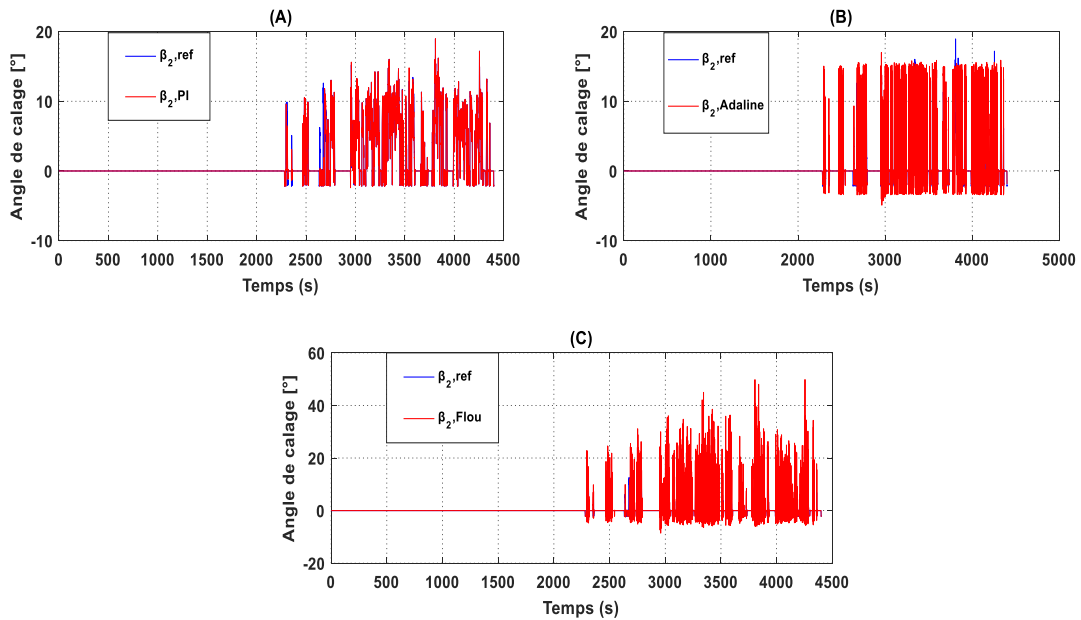 (A)
20
10
0
-10
Angle de calage [°]
β2,ref
β2,PI
0 500 1000 1500 2000 2500 3000 3500 4000 4500
Temps (s)
(B)
20
10
0
-10
Angle de calage [°]
β2,ref
β2,Adaline
0 1000 2000 3000 4000 5000
Temps (s)
(C)
60
40
20
0
-20
Angle de calage [°]
β2,ref
β2,Flou
0 500 1000 1500 2000 2500 3000 3500 4000 4500
Temps (s)